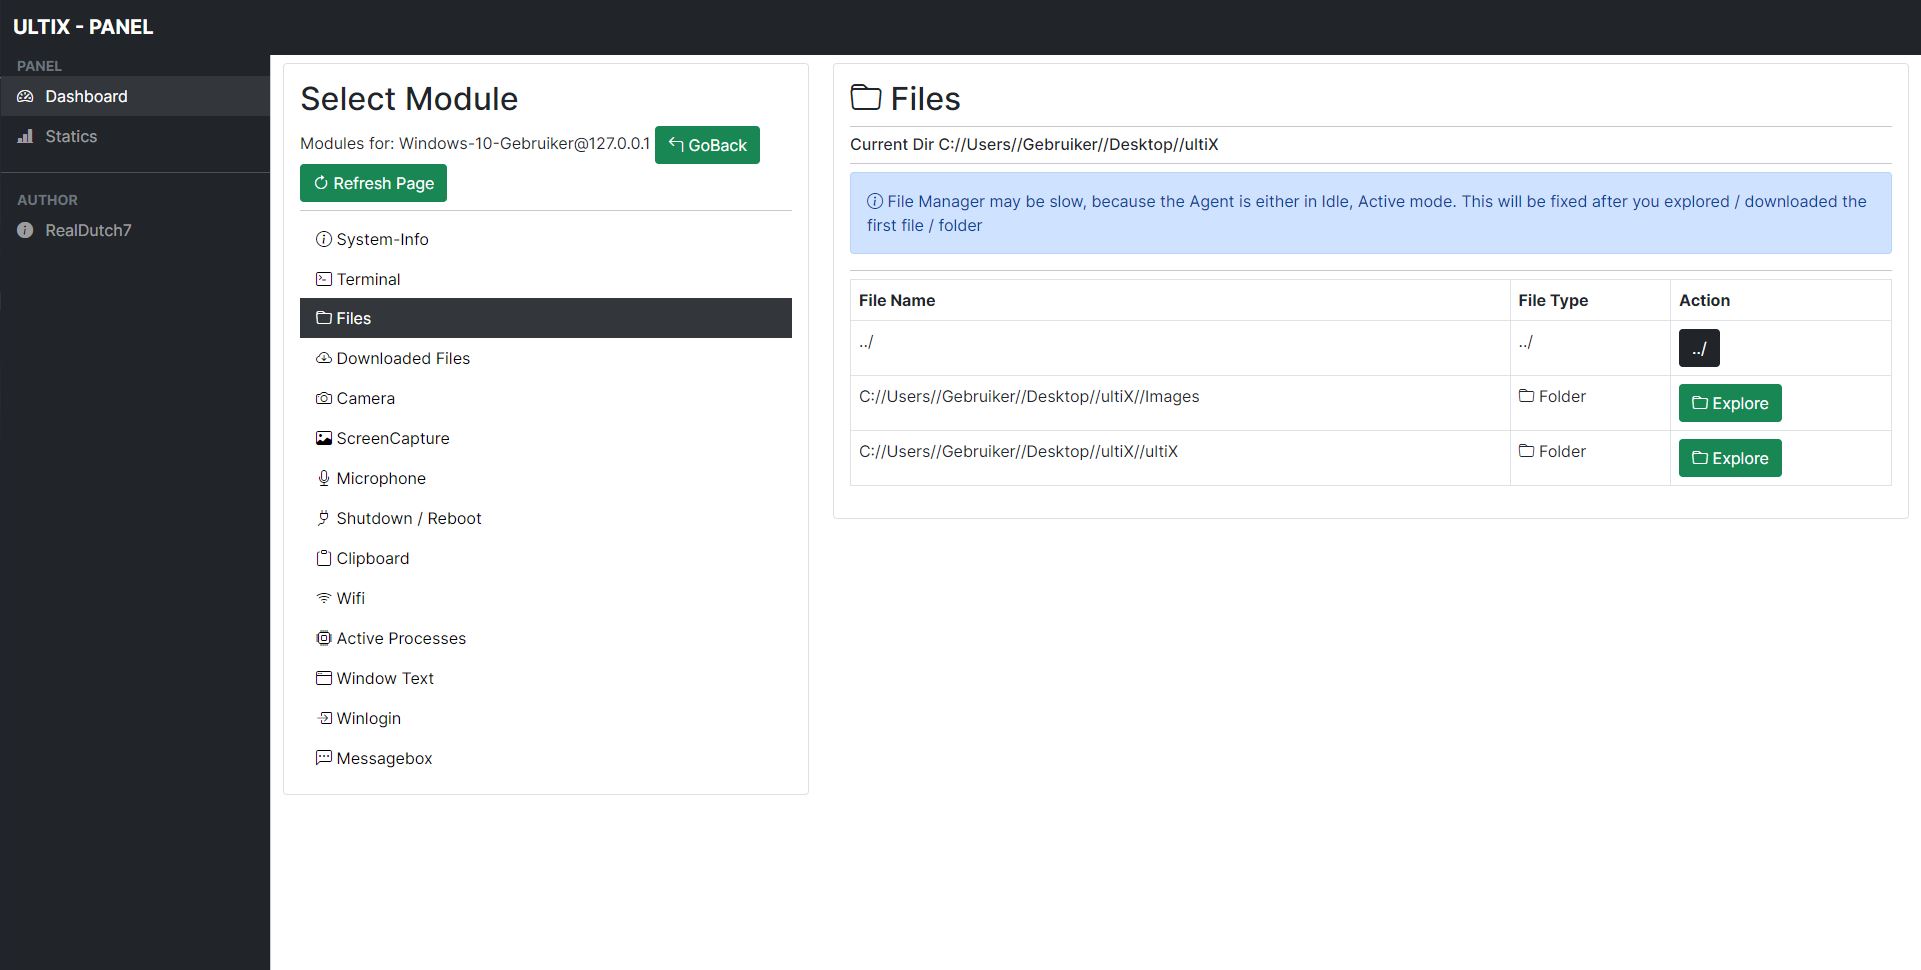 ULTIX - PANEL
PANEL
Dashboard
Statics
AUTHOR
RealDutch7
Select Module
Modules for: Windows-10-Gebruiker@127.0.0.1 GoBack
Refresh Page
System-Info
Terminal
Files
Downloaded Files
Camera
ScreenCapture
Microphone
Shutdown / Reboot
Clipboard
Wifi
Active Processes
Window Text
Winlogin
Messagebox
Files
Current Dir C://Users//Gebruiker//Desktop//ultiX
File Manager may be slow, because the Agent is either in Idle, Active mode. This will be fixed after you explored / downloaded the
first file / folder
File Name File Type Action
../ ../ ../
C://Users//Gebruiker//Desktop//ultiX//Images Folder Explore
C://Users//Gebruiker//Desktop//ultiX//ultiX Folder Explore